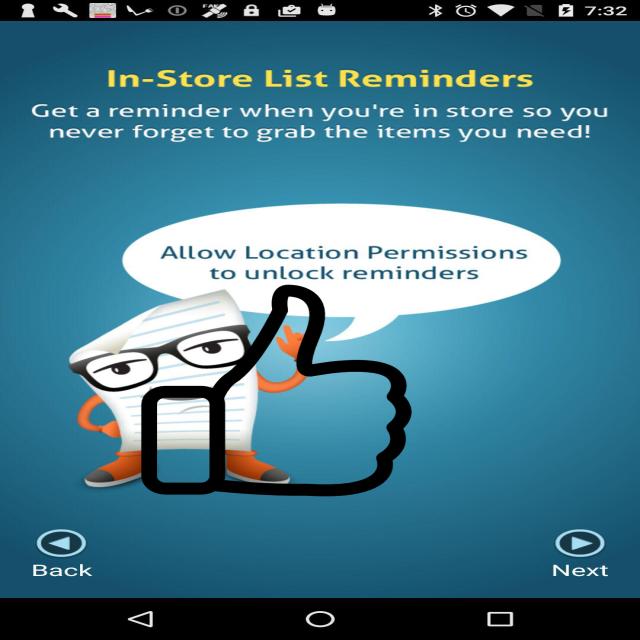 7:32
In-Store List Reminders
Get a reminder when you're in store so you
never forget to grab the items you need!
Allow Location Permissions
to unlock reminders
Back
Next